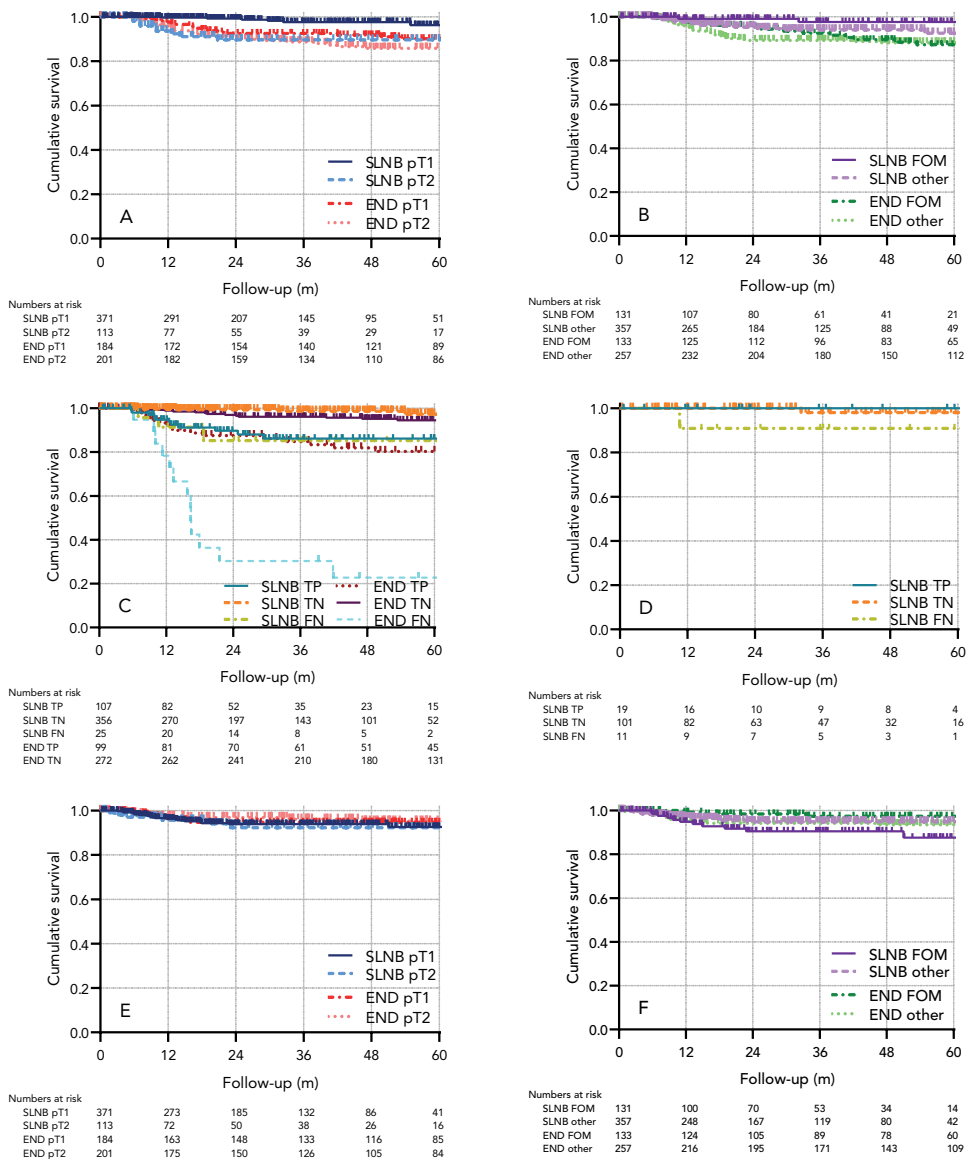 1.0
0.8
0.6
0.4
0.2
0.0
Cumulative survival
SLNB pT1
SLNB pT2
END pT1
END pT2
A
0 12 24 36 48 60
Follow-up (m)
Numbers at risk
SLNB pT1 371 291 207 145 95 51
SLNB pT2 113 77 55 39 29 17
END pT1 184 172 154 140 121 89
END pT2 201 182 159 134 110 86
1.0
0.8
0.6
0.4
0.2
0.0
Cumulative survival
SLNB FOM
SLNB other
END FOM
END other
B
0 12 24 36 48 60
Follow-up (m)
Numbers at risk
SLNB FOM 131 107 80 61 41 21
SLNB other 357 265 184 125 88 49
END FOM 133 125 112 96 83 65
END other 257 232 204 180 150 112
1.0
0.8
0.6
0.4
0.2
0.0
Cumulative survival
SLNB TP END TP
SLNB TN END TN
SLNB FN END FN
C
0 12 24 36 48 60
Follow-up (m)
Numbers at risk
SLNB TP 107 82 52 35 23 15
SLNB TN 356 270 197 143 101 52
SLNB FN 25 20 14 8 5 2
END TP 99 81 70 61 51 45
END TN 272 262 241 210 180 131
1.0
0.8
0.6
0.4
0.2
0.0
Cumulative survival
SLNB TP
SLNB TN
SLNB FN
D
0 12 24 36 48 60
Follow-up (m)
Numbers at risk
SLNB TP 19 16 10 9 8 4
SLNB TN 101 82 63 47 32 16
SLNB FN 11 9 7 5 3 1
1.0
0.8
0.6
0.4
0.2
0.0
Cumulative survival
SLNB pT1
SLNB pT2
END pT1
END pT2
E
0 12 24 36 48 60
Follow-up (m)
Numbers at risk
SLNB pT1 371 273 185 132 86 41
SLNB pT2 113 72 50 38 26 16
END pT1 184 163 148 133 116 85
END pT2 201 175 150 126 105 84
1.0
0.8
0.6
0.4
0.2
0.0
Cumulative survival
SLNB FOM
SLNB other
END FOM
END other
F
0 12 24 36 48 60
Follow-up (m)
Numbers at risk
SLNB FOM 131 100 70 53 34 14
SLNB other 357 248 167 119 80 42
END FOM 133 124 105 89 78 60
END other 257 216 195 171 143 109